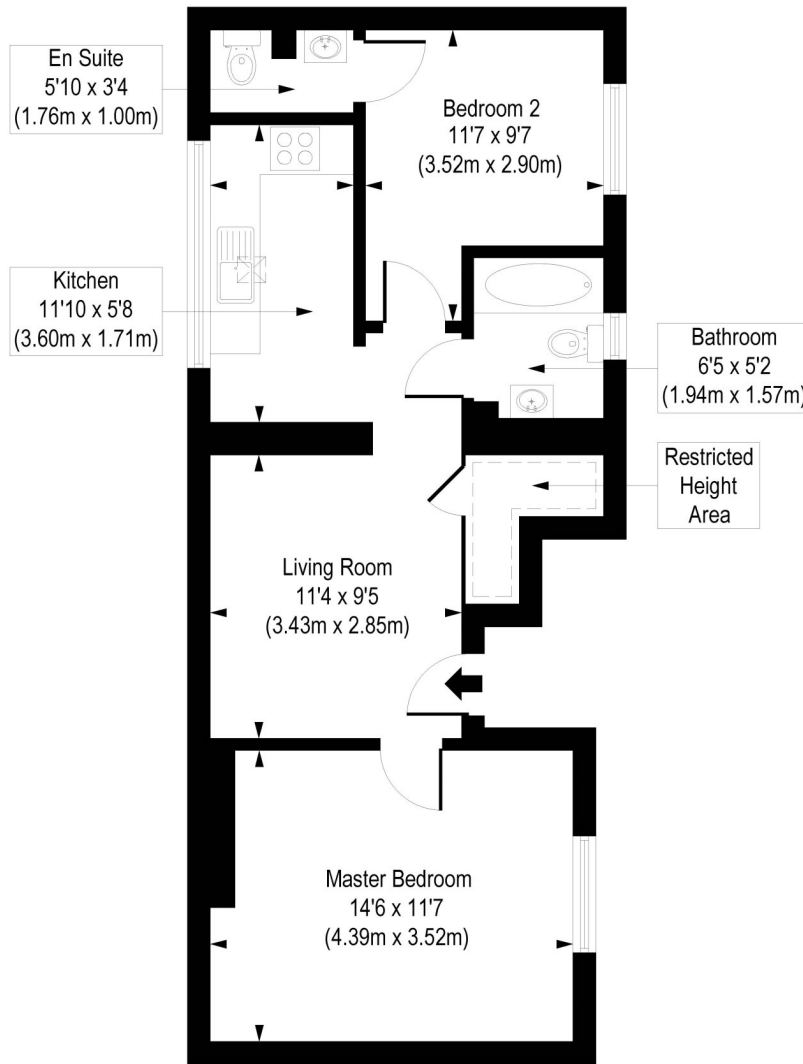 En Suite
5'10 x 3'4
(1.76m x 1.00m)
Bedroom 2
11'7 x 9'7
(3.52m x 2.90m)
Kitchen
11'10 x 5'8
(3.60m x 1.71m)
Bathroom
6'5 x 5'2
(1.94m x 1.57m)
Restricted
Height
Area
Living Room
11'4 x 9'5
(3.43m x 2.85m)
Master Bedroom
14'6 x 11'7
(4.39m x 3.52m)